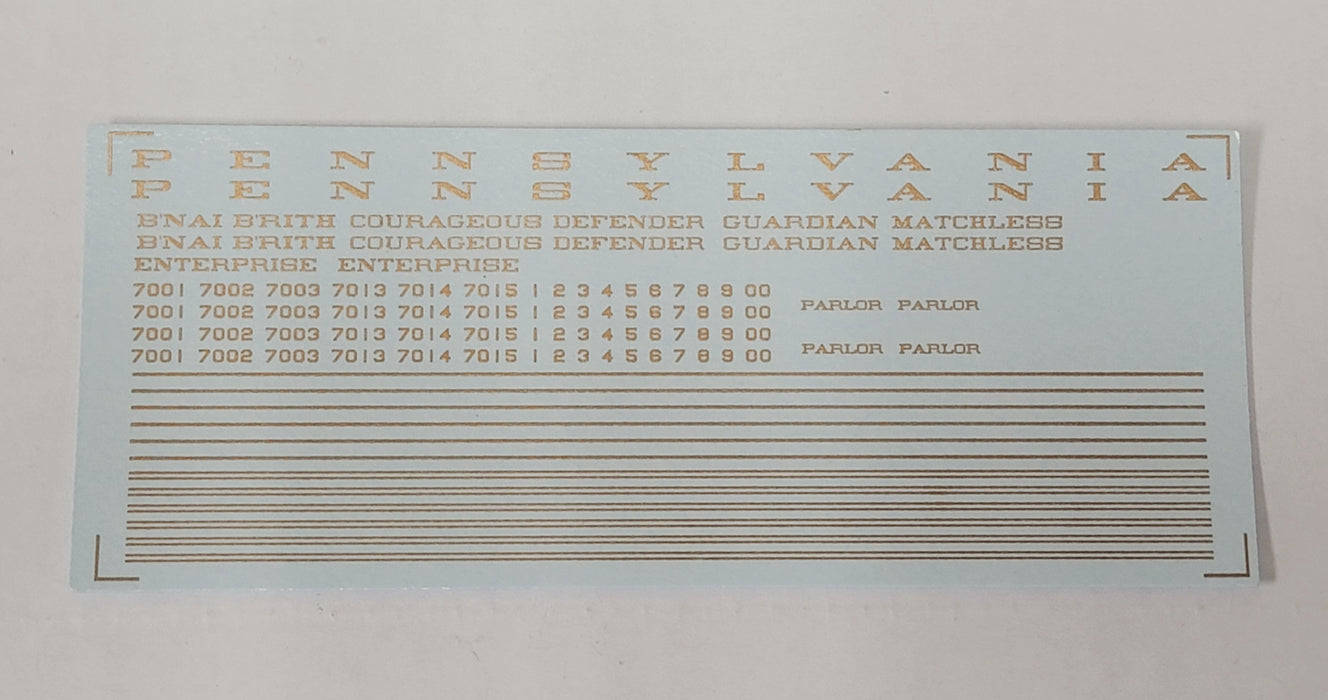 P E N N S Y L V A N I A
P E N N S Y L V A N I A
B'NAI B'RITH COURAGEOUS DEFENDER GUARDIAN MATCHLESS
B'NAI B'RITH COURAGEOUS DEFENDER GUARDIAN MATCHLESS
ENTERPRISE ENTERPRISE
7001 7002 7003 7013 7014 7015 1 2 3 4 5 6 7 8 9 00
PARLOR PARLOR
7001 7002 7003 7013 7014 7015 1 2 3 4 5 6 7 8 9 00
7001 7002 7003 7013 7014 7015 1 2 3 4 5 6 7 8 9 00
PARLOR PARLOR
7001 7002 7003 7013 7014 7015 1 2 3 4 5 6 7 8 9 00